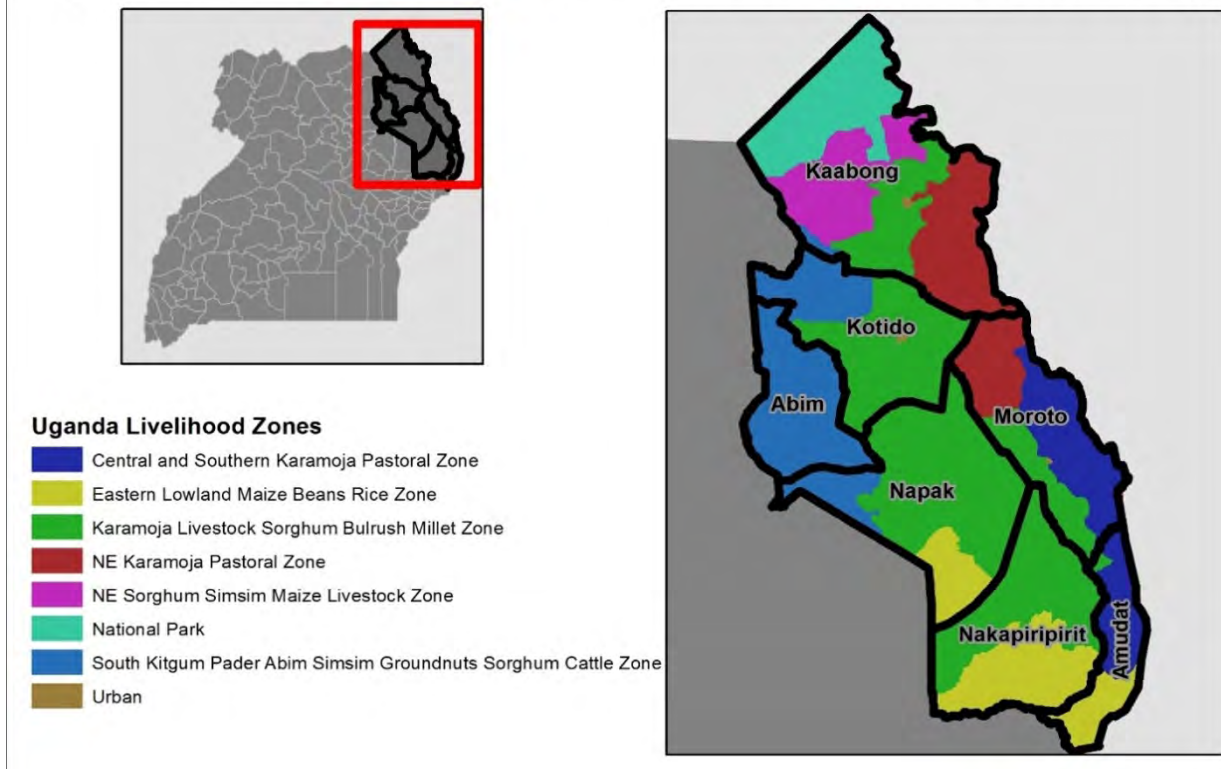 Uganda Livelihood Zones
Central and Southern Karamoja Pastoral Zone
Eastern Lowland Maize Beans Rice Zone
Karamoja Livestock Sorghum Bulrush Millet Zone
NE Karamoja Pastoral Zone
NE Sorghum Simsim Maize Livestock Zone
National Park
South Kitgum Pader Abim Simsim Groundnuts Sorghum Cattle Zone
Urban
Kaabong
Kotido
Abim
Moroto
Napak
Nakapiripirit
Amudat